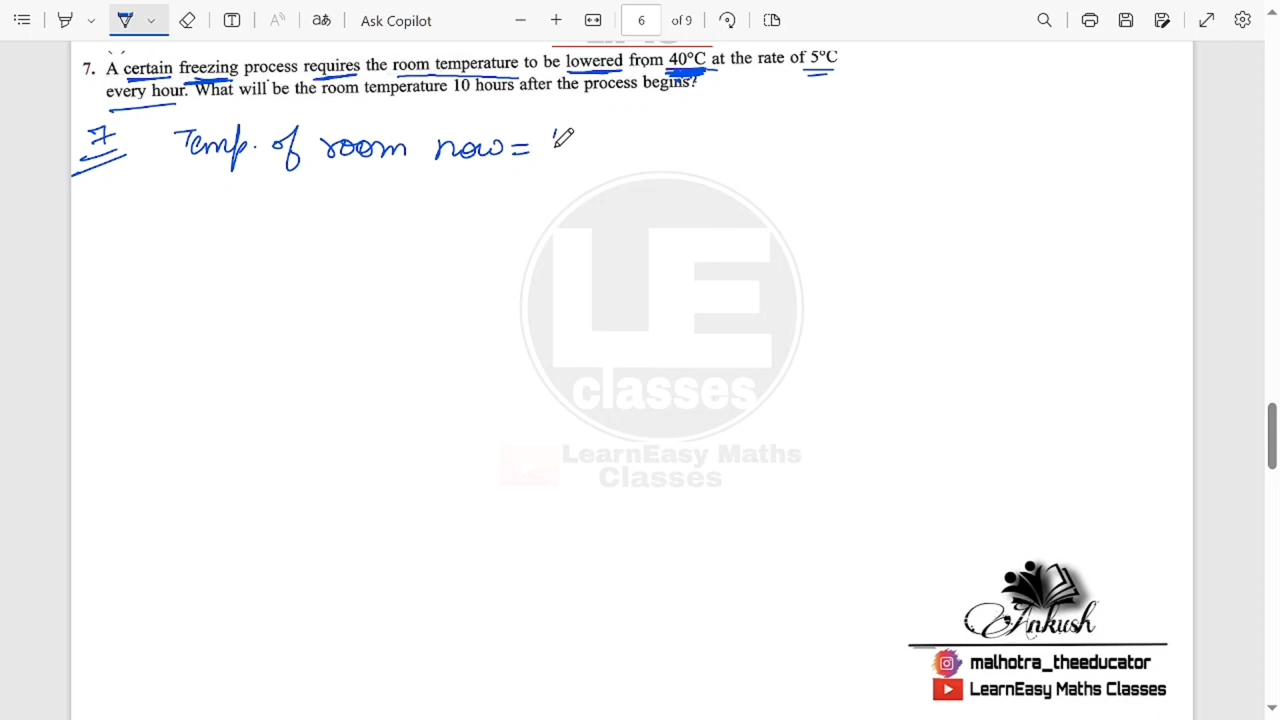 Ask Copilot
6
of 9
7. A certain freezing process requires the room temperature to be lowered from 40°C at the rate of 5°C
every hour. What will be the room temperature 10 hours after the process begins?
7 Temp. of room now =
LE
classes
LearnEasy Maths
Classes
Ankush
malhotra_theeducator
LearnEasy Maths Classes